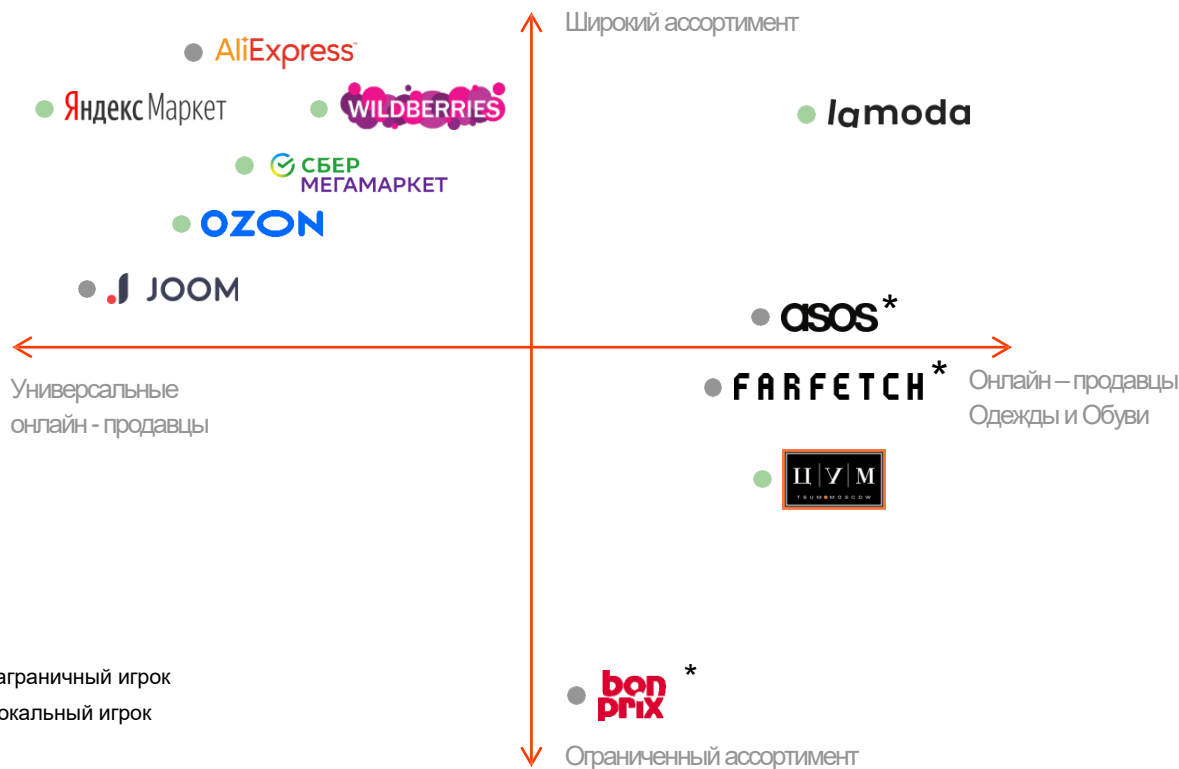 Широкий ассортимент
AliExpress
Яндекс Маркет
WILDBERRIES
lamoda
СБЕР
МЕГАМАРКЕТ
OZON
JOOM
asos*
FARFETCH*
Универсальные
онлайн - продавцы
Онлайн – продавцы
Одежды и Обуви
Ц|У|М
TSUM MOSCOW
аграничный игрок
окальный игрок
bon
prix
*
Ограниченный ассортимент